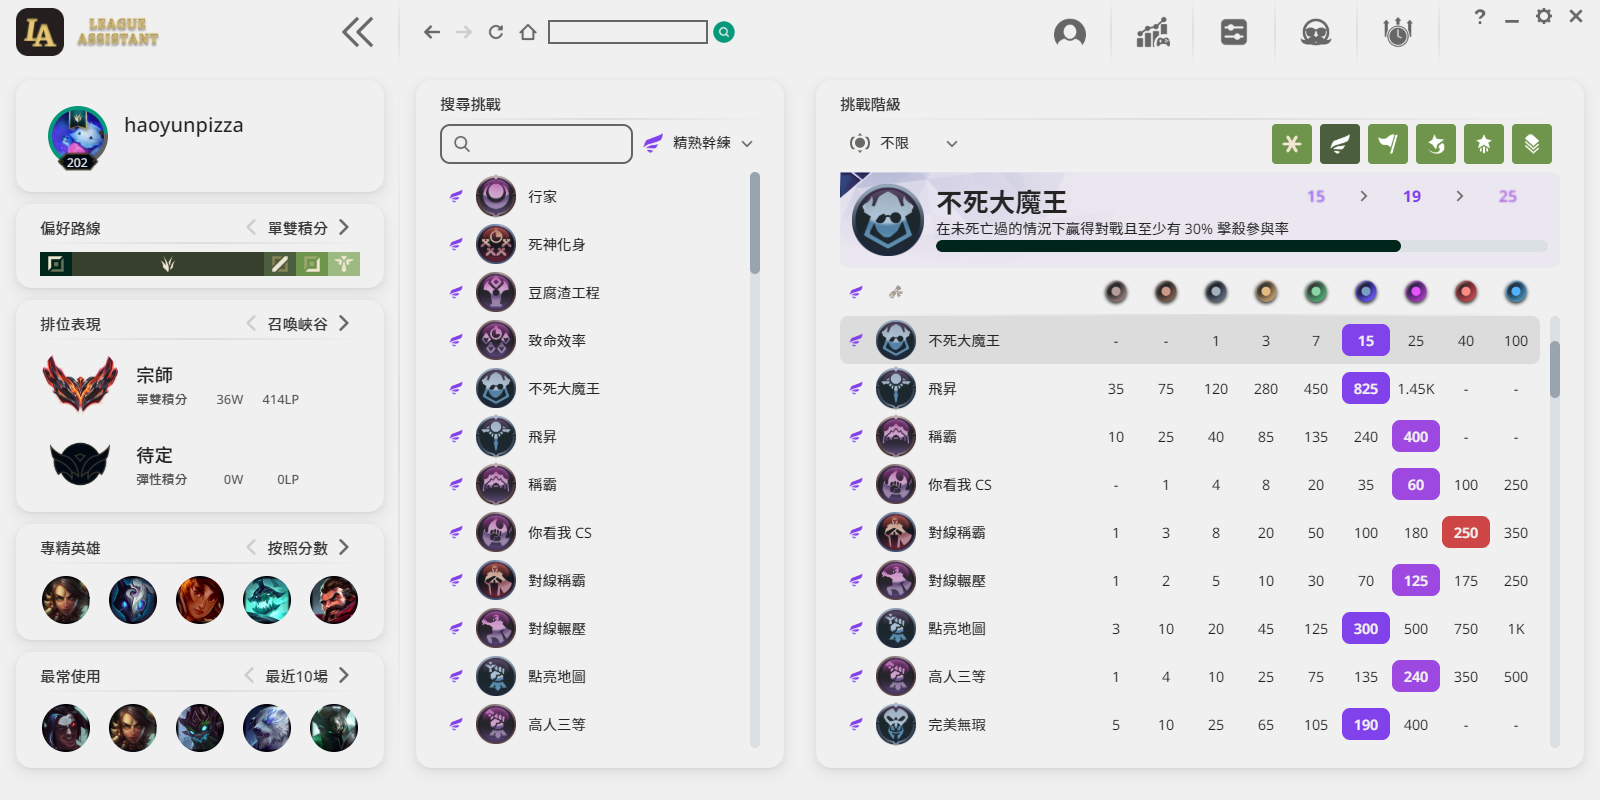 LA LEAGUE ASSISTANT
?
haoyunpizza
202
偏好路線 單雙積分
排位表現 召喚峽谷
宗師
單雙積分 36W 414LP
待定
彈性積分 0W 0LP
專精英雄 按照分數
最常使用 最近10場
搜尋挑戰
精熟幹練
行家
死神化身
豆腐渣工程
致命效率
不死大魔王
飛昇
稱霸
你看我 CS
對線稱霸
對線輾壓
點亮地圖
高人三等
挑戰階級
不限
不死大魔王 15 > 19 > 25
在未死亡過的情況下贏得對戰且至少有 30% 擊殺參與率
不死大魔王 - - 1 3 7 15 25 40 100
飛昇 35 75 120 280 450 825 1.45K - -
稱霸 10 25 40 85 135 240 400 - -
你看我 CS - 1 4 8 20 35 60 100 250
對線稱霸 1 3 8 20 50 100 180 250 350
對線輾壓 1 2 5 10 30 70 125 175 250
點亮地圖 3 10 20 45 125 300 500 750 1K
高人三等 1 4 10 25 75 135 240 350 500
完美無瑕 5 10 25 65 105 190 400 - -